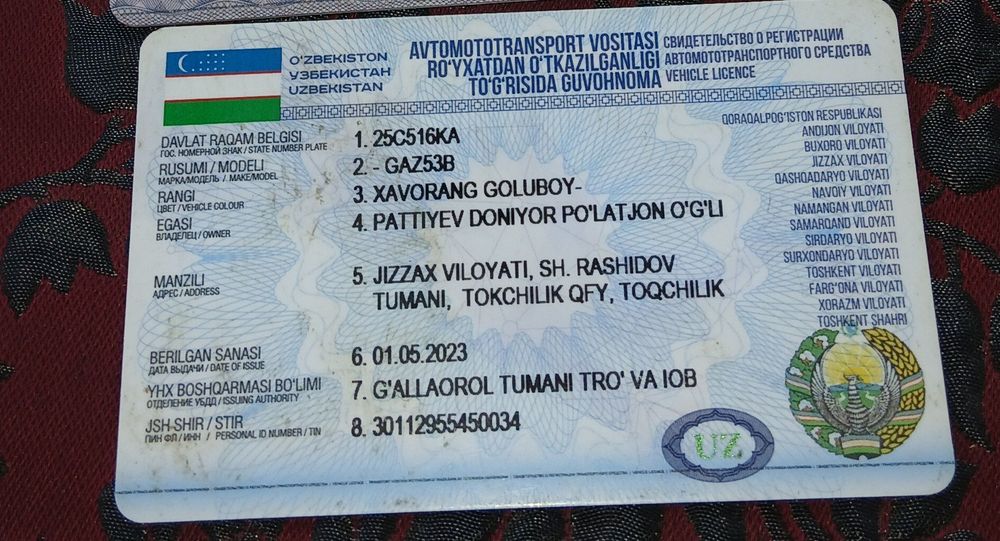 O'ZBEKISTON
УЗБЕКИСТАН
UZBEKISTAN
AVTOMOTOTRANSPORT VOSITASI
RO'YXATDAN O'TKAZILGANLIGI
TO'G'RISIDA GUVOHNOMA
СВИДЕТЕЛЬСТВО О РЕГИСТРАЦИИ
АВТОМОТОТРАНСПОРТНОГО СРЕДСТВА
VEHICLE LICENCE
DAVLAT RAQAM BELGISI
ГОС. НОМЕРНОЙ ЗНАК / STATE NUMBER PLATE
1. 25C516KA
RUSUMI / MODELI
МАРКА/МОДЕЛЬ / MAKE/MODEL
2. - GAZ53B
RANGI
ЦВЕТ / VEHICLE COLOUR
3. XAVORANG GOLUBOY-
EGASI
ВЛАДЕЛЕЦ / OWNER
4. PATTIYEV DONIYOR PO'LATJON O'G'LI
MANZILI
АДРЕС / ADDRESS
5. JIZZAX VILOYATI, SH. RASHIDOV
TUMANI, TOKCHILIK QFY, TOQCHILIK
BERILGAN SANASI
ДАТА ВЫДАЧИ / DATE OF ISSUE
6. 01.05.2023
YHX BOSHQARMASI BO'LIMI
ОТДЕЛЕНИЕ УБДД / ISSUING AUTHORITY
7. G'ALLAOROL TUMANI TRO' VA IOB
JSH-SHIR / STIR
ПИН ФЛ / ИНН / PERSONAL ID NUMBER / TIN
8. 30112955450034
QORAQALPOG'ISTON RESPUBLIKASI
ANDIJON VILOYATI
BUXORO VILOYATI
JIZZAX VILOYATI
QASHQADARYO VILOYATI
NAVOIY VILOYATI
NAMANGAN VILOYATI
SAMARQAND VILOYATI
SIRDARYO VILOYATI
SURXONDARYO VILOYATI
TOSHKENT VILOYATI
FARG'ONA VILOYATI
XORAZM VILOYATI
TOSHKENT SHAHRI
UZ